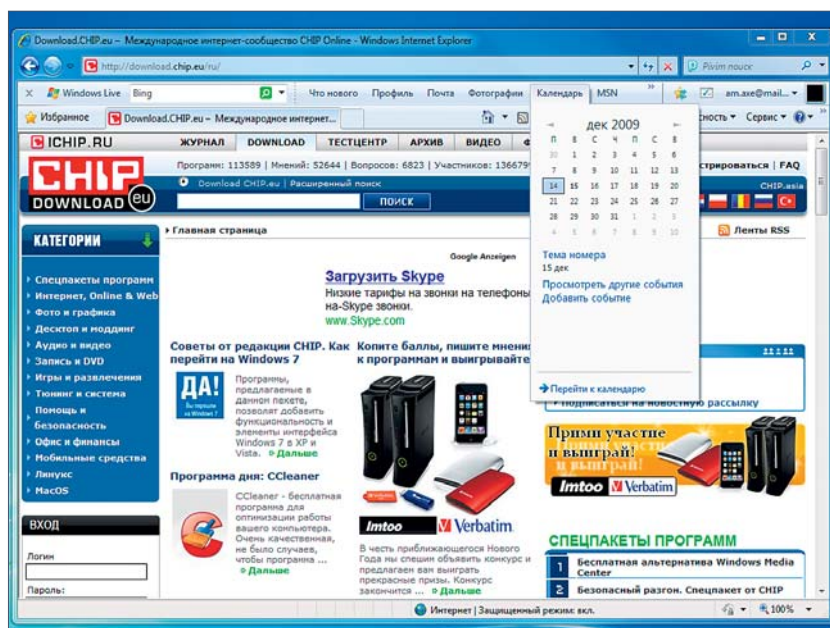 Download.CHIP.eu – Международное интернет-сообщество CHIP Online - Windows Internet Explorer
http://download.chip.eu/ru/
Windows Live Bing Что нового Профиль Почта Фотографии Календарь MSN am.axe@mail...
Избранное Download.CHIP.eu – Международное интернет... Сервис
ICHIP.RU ЖУРНАЛ DOWNLOAD ТЕСТЦЕНТР АРХИВ ВИДЕО
CHIP
DOWNLOAD eu
Программ: 113589 | Мнений: 52644 | Вопросов: 6823 | Участников: 136679
FAQ
Download CHIP.eu | Расширенный поиск
CHIP.asia
ПОИСК
дек 2009
П В С Ч П С В
30 1 2 3 4 5 6
7 8 9 10 11 12 13
14 15 16 17 18 19 20
21 22 23 24 25 26 27
28 29 30 31 1 2 3
4 5 6 7 8 9 10
Тема номера
15 дек
Просмотреть другие события
Добавить событие
Перейти к календарю
КАТЕГОРИИ
Спецпакеты программ
Интернет, Online & Web
Фото и графика
Десктоп и моддинг
Аудио и видео
Запись и DVD
Игры и развлечения
Тюнинг и система
Помощь и
безопасность
Офис и финансы
Мобильные средства
Линукс
MacOS
ВХОД
Логин
Пароль:
Главная страница
Ленты RSS
Google Anzeigen
Загрузить Skype
Низкие тарифы на звонки на телефоны
на-Skype звонки.
www.Skype.com
Советы от редакции CHIP. Как
перейти на Windows 7
ДА!
Вы перешли
на Windows 7
Программы,
предлагаемые в
данном пакете,
позволят добавить
функциональность и
элементы интерфейса
Windows 7 в XP и
Vista. Дальше
Программа дня: CCleaner
CCleaner - бесплатная
программа для
оптимизации работы
вашего компьютера.
Очень качественная,
не было случаев,
чтобы программа ...
Дальше
Копите баллы, пишите мнения
к программам и выигрывайте
Imtoo Verbatim.
В честь приближающегося Нового
Года мы спешим объявить конкурс и
предлагаем вам выиграть
прекрасные призы. Конкурс
закончится ... Дальше
Подписаться на новостную рассылку
Прими участие
и выиграй!
Imtoo Verbatim
СПЕЦПАКЕТЫ ПРОГРАММ
1 Бесплатная альтернатива Windows Media
Center
2 Безопасный разгон. Спецпакет от CHIP
Интернет | Защищенный режим: вкл. 100%